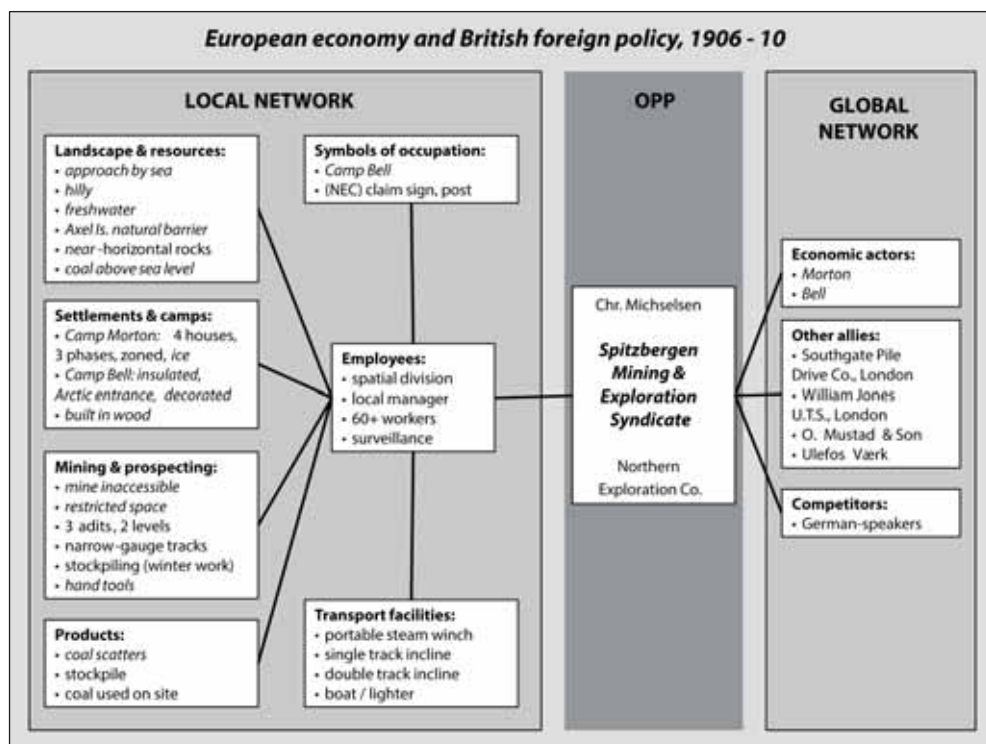 European economy and British foreign policy, 1906 - 10
LOCAL NETWORK
Landscape & resources:
• approach by sea
• hilly
• freshwater
• Axel Is. natural barrier
• near-horizontal rocks
• coal above sea level
Symbols of occupation:
• Camp Bell
• (NEC) claim sign, post
Settlements & camps:
• Camp Morton: 4 houses,
3 phases, zoned, ice
• Camp Bell: insulated,
Arctic entrance, decorated
• built in wood
Employees:
• spatial division
• local manager
• 60+ workers
• surveillance
Mining & prospecting:
• mine inaccessible
• restricted space
• 3 adits, 2 levels
• narrow-gauge tracks
• stockpiling (winter work)
• hand tools
Products:
• coal scatters
• stockpile
• coal used on site
Transport facilities:
• portable steam winch
• single track incline
• double track incline
• boat / lighter
OPP
Chr. Michselsen
Spitzbergen
Mining &
Exploration
Syndicate
Northern
Exploration Co.
GLOBAL
NETWORK
Economic actors:
• Morton
• Bell
Other allies:
• Southgate Pile
Drive Co., London
• William Jones
U.T.S., London
• O. Mustad & Son
• Ulefos Værk
Competitors:
• German-speakers